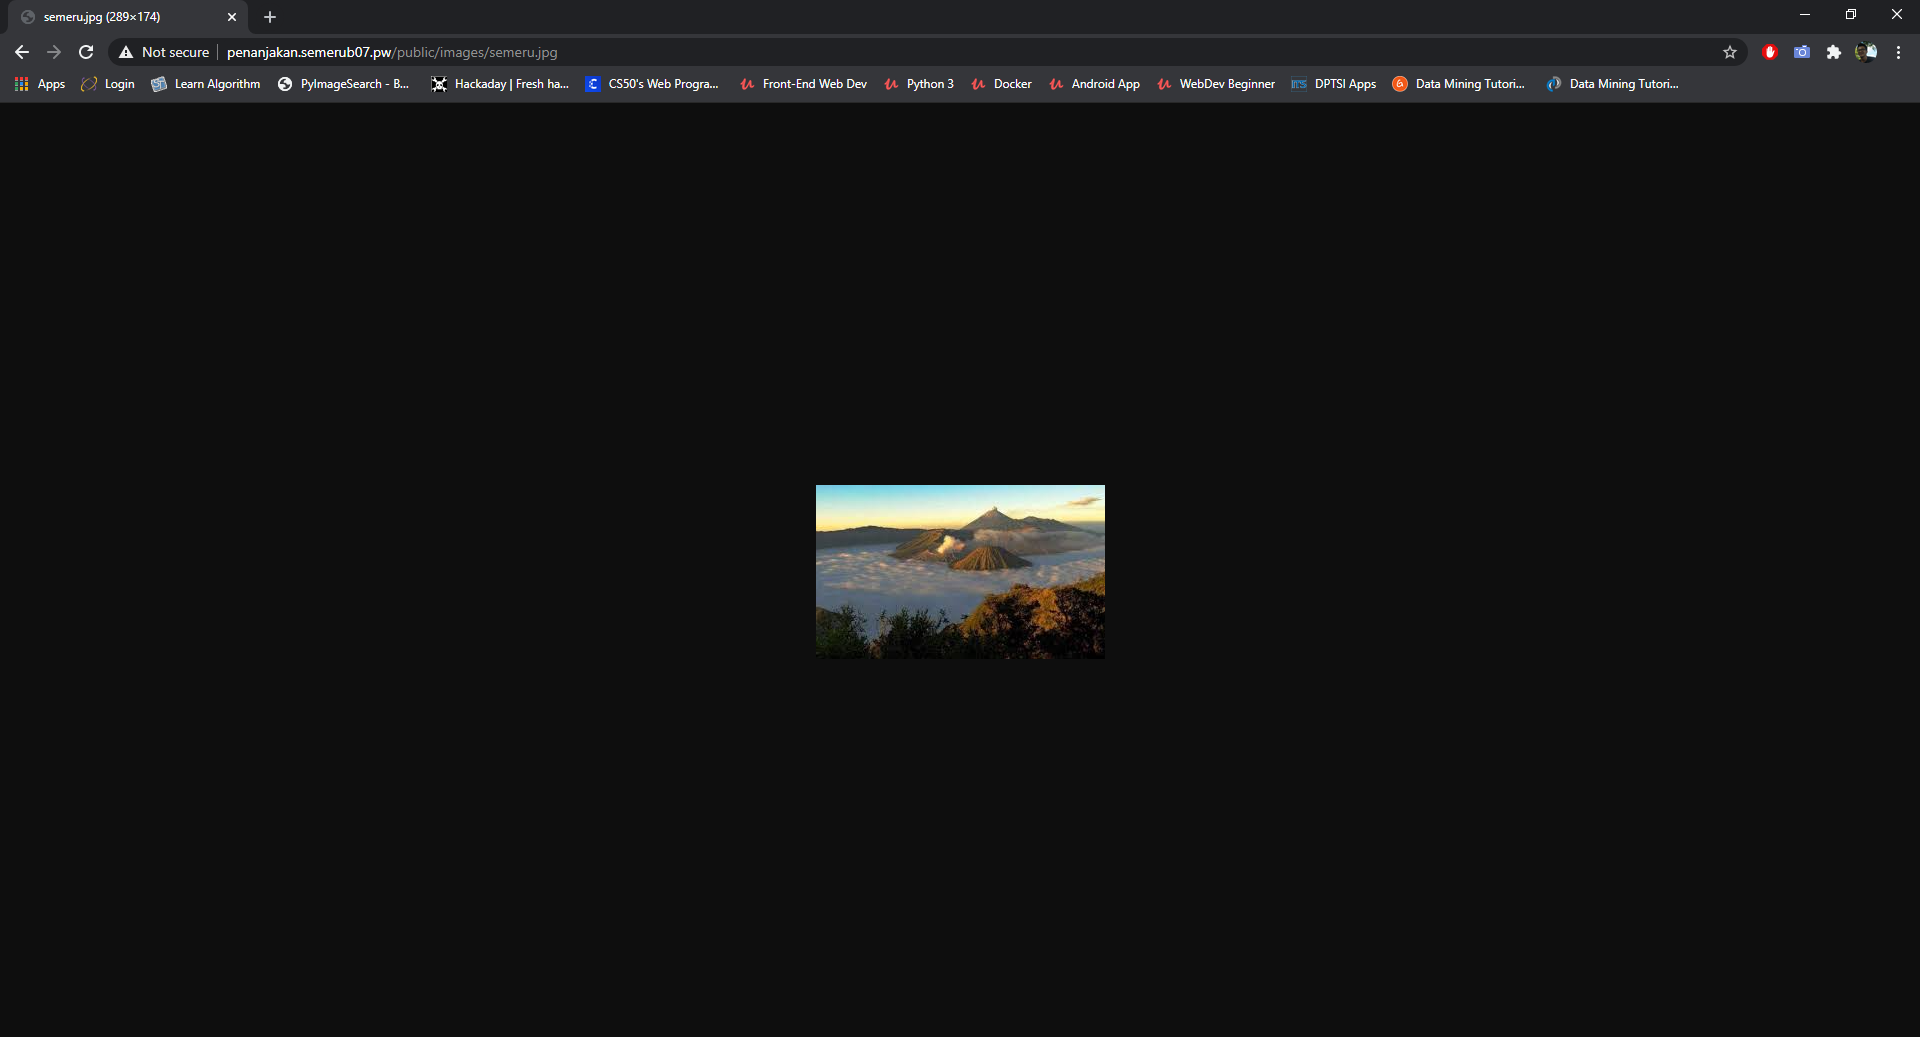 semeru.jpg (289×174)
Not secure penanjakan.semerub07.pw/public/images/semeru.jpg
Apps Login Learn Algorithm PyImageSearch - B... Hackaday | Fresh ha... CS50's Web Progra... Front-End Web Dev Python 3 Docker Android App WebDev Beginner DPTSI Apps Data Mining Tutori... Data Mining Tutori...